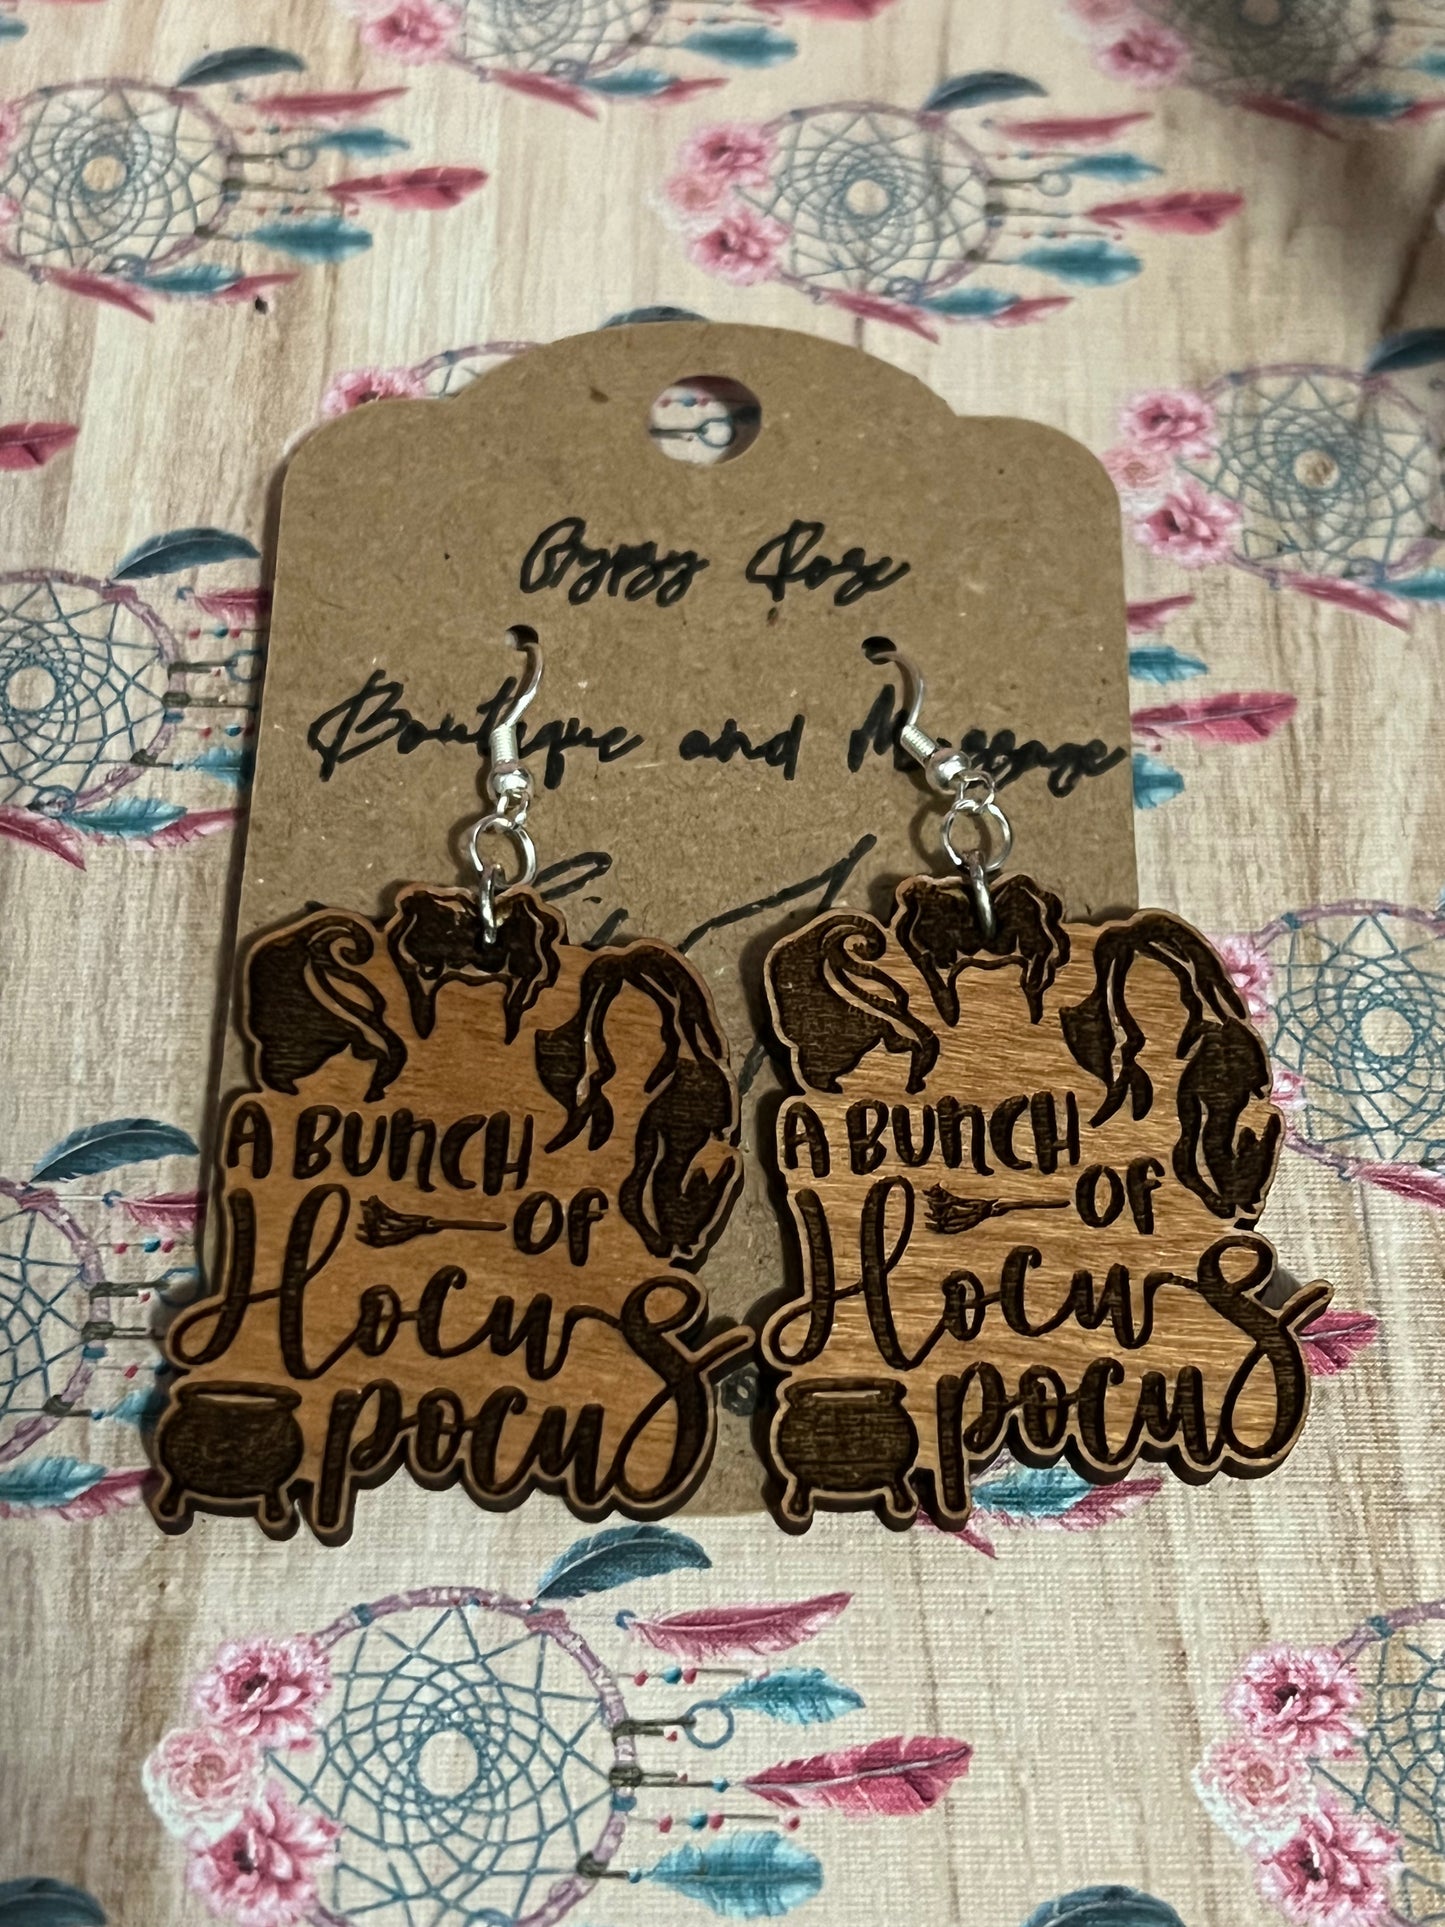 Gypsy Rose
Boutique and Massage
A BUNCH
OF
Hocus
pocus
A BUNCH
OF
Hocus
pocus